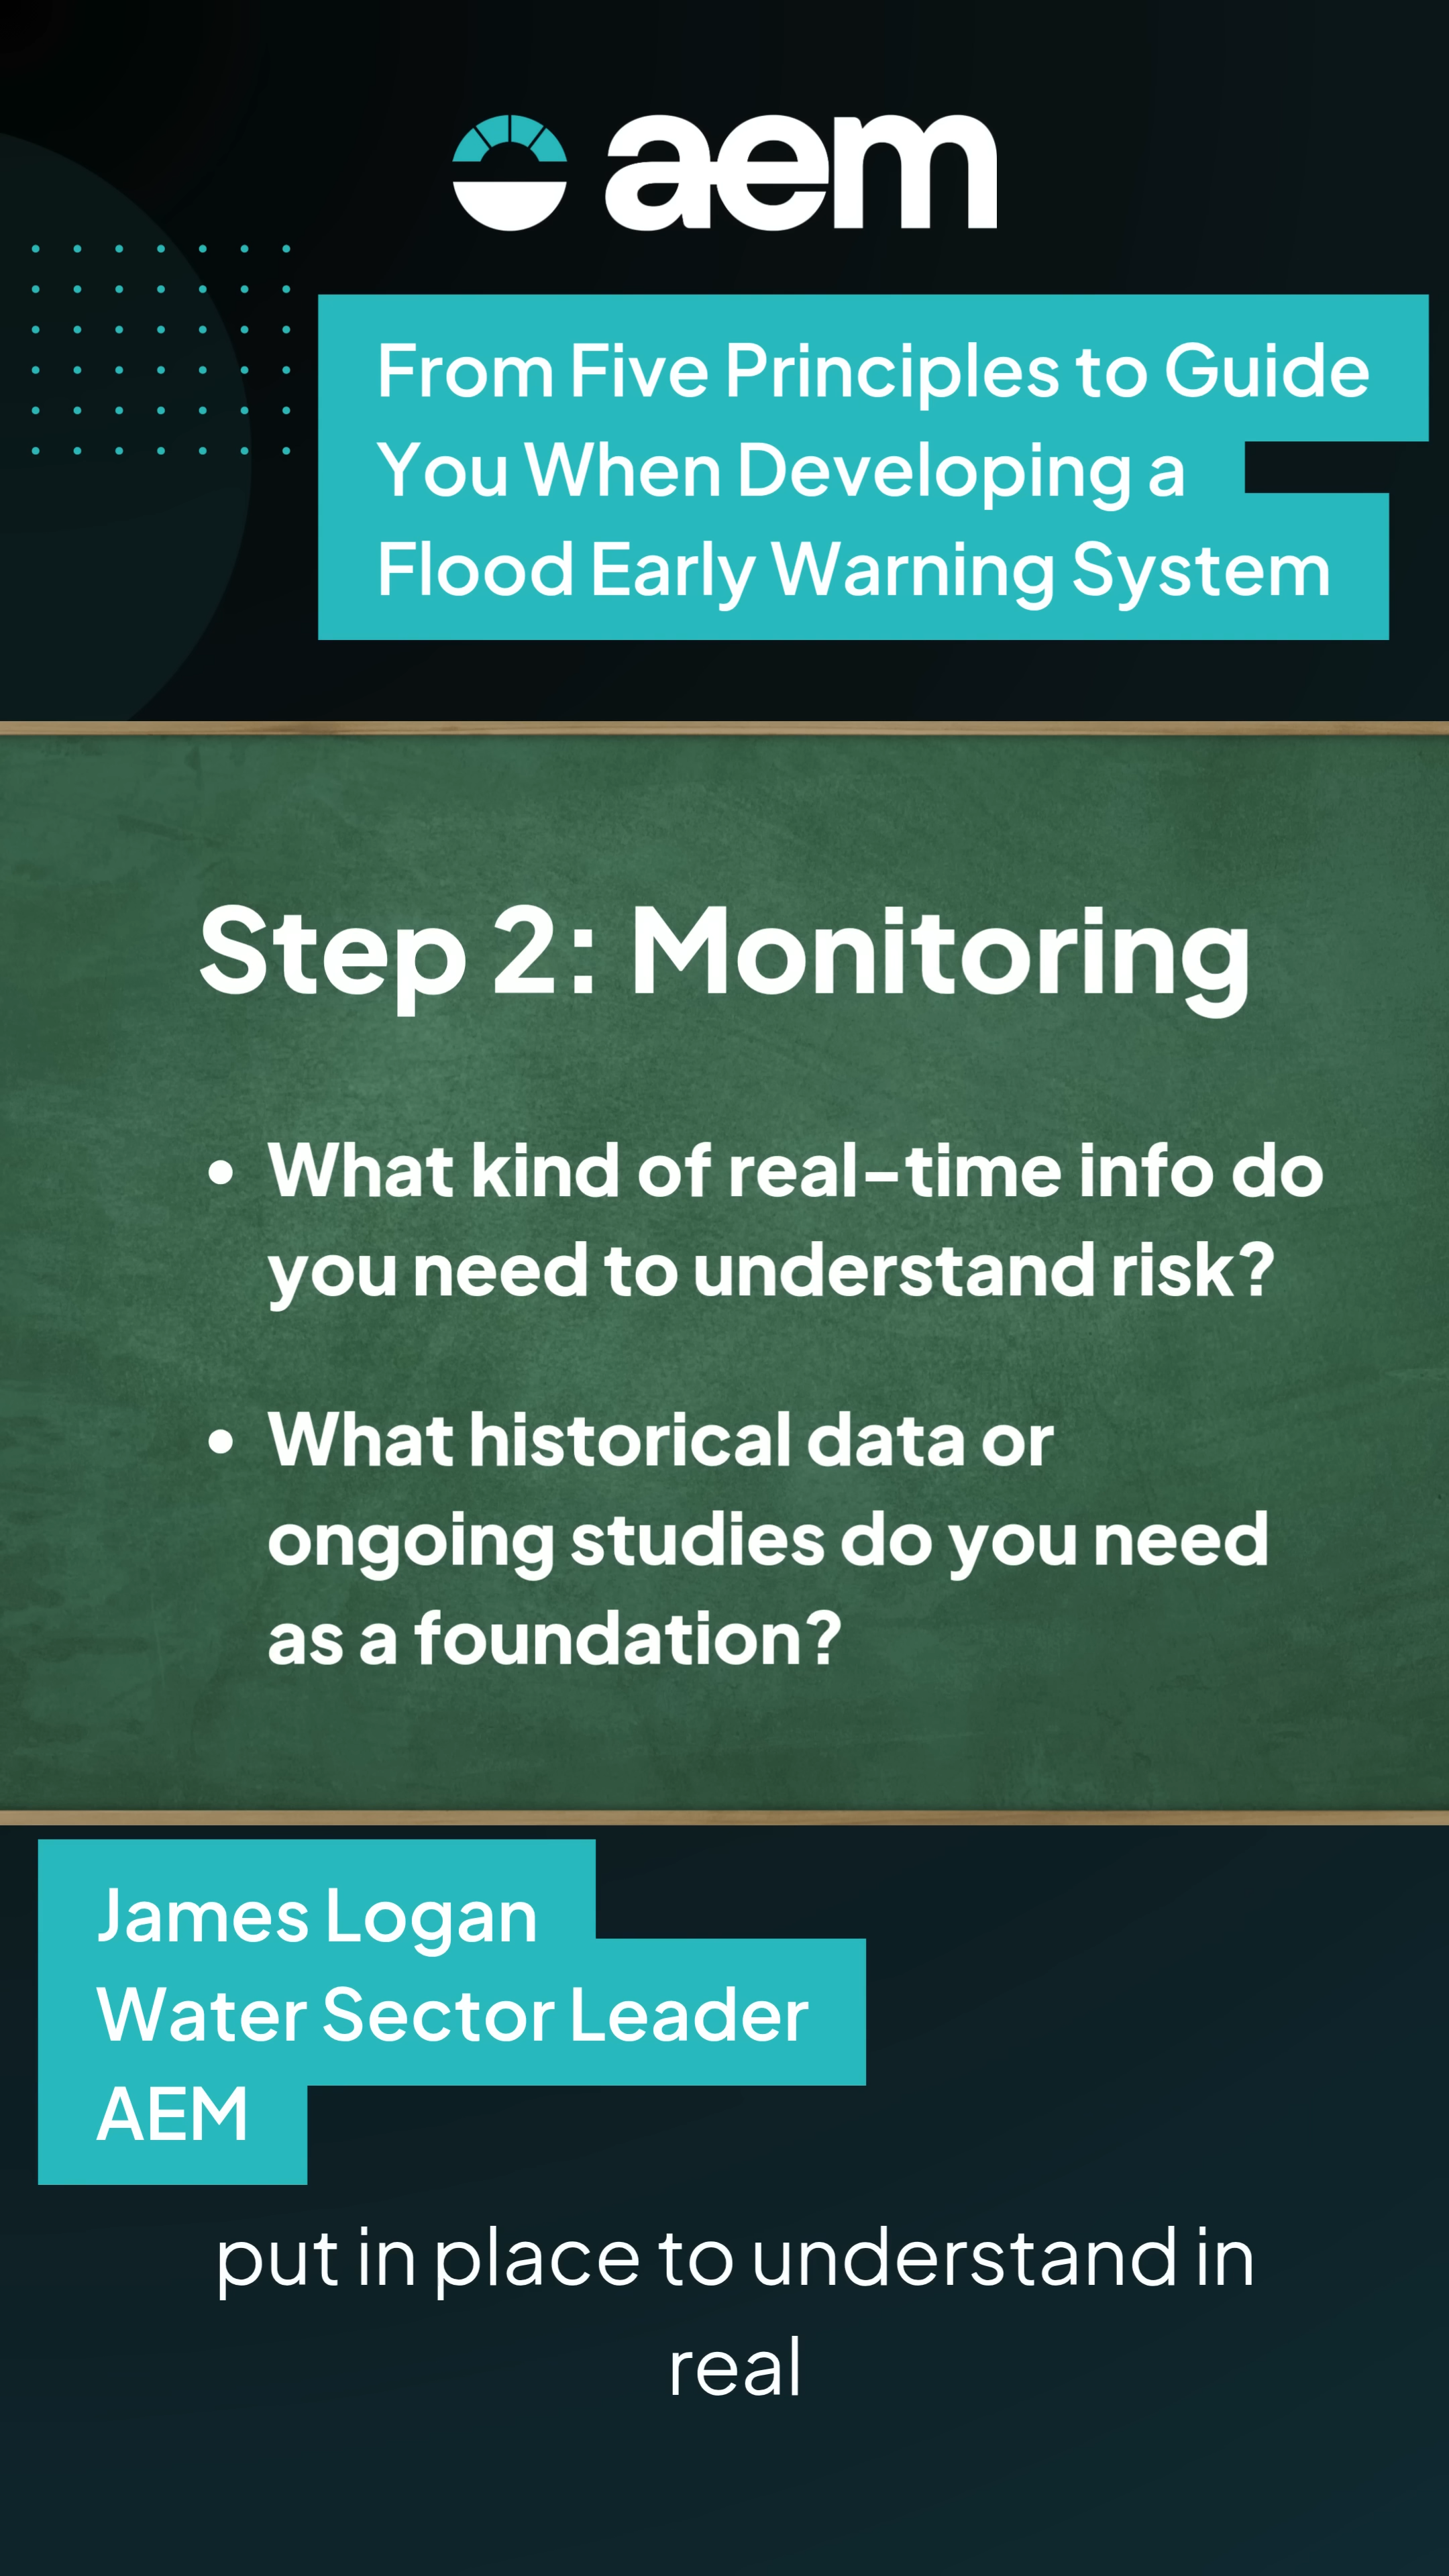 aem
From Five Principles to Guide
You When Developing a
Flood Early Warning System
Step 2: Monitoring
• What kind of real-time info do
you need to understand risk?
• What historical data or
ongoing studies do you need
as a foundation?
James Logan
Water Sector Leader
AEM
put in place to understand in
real